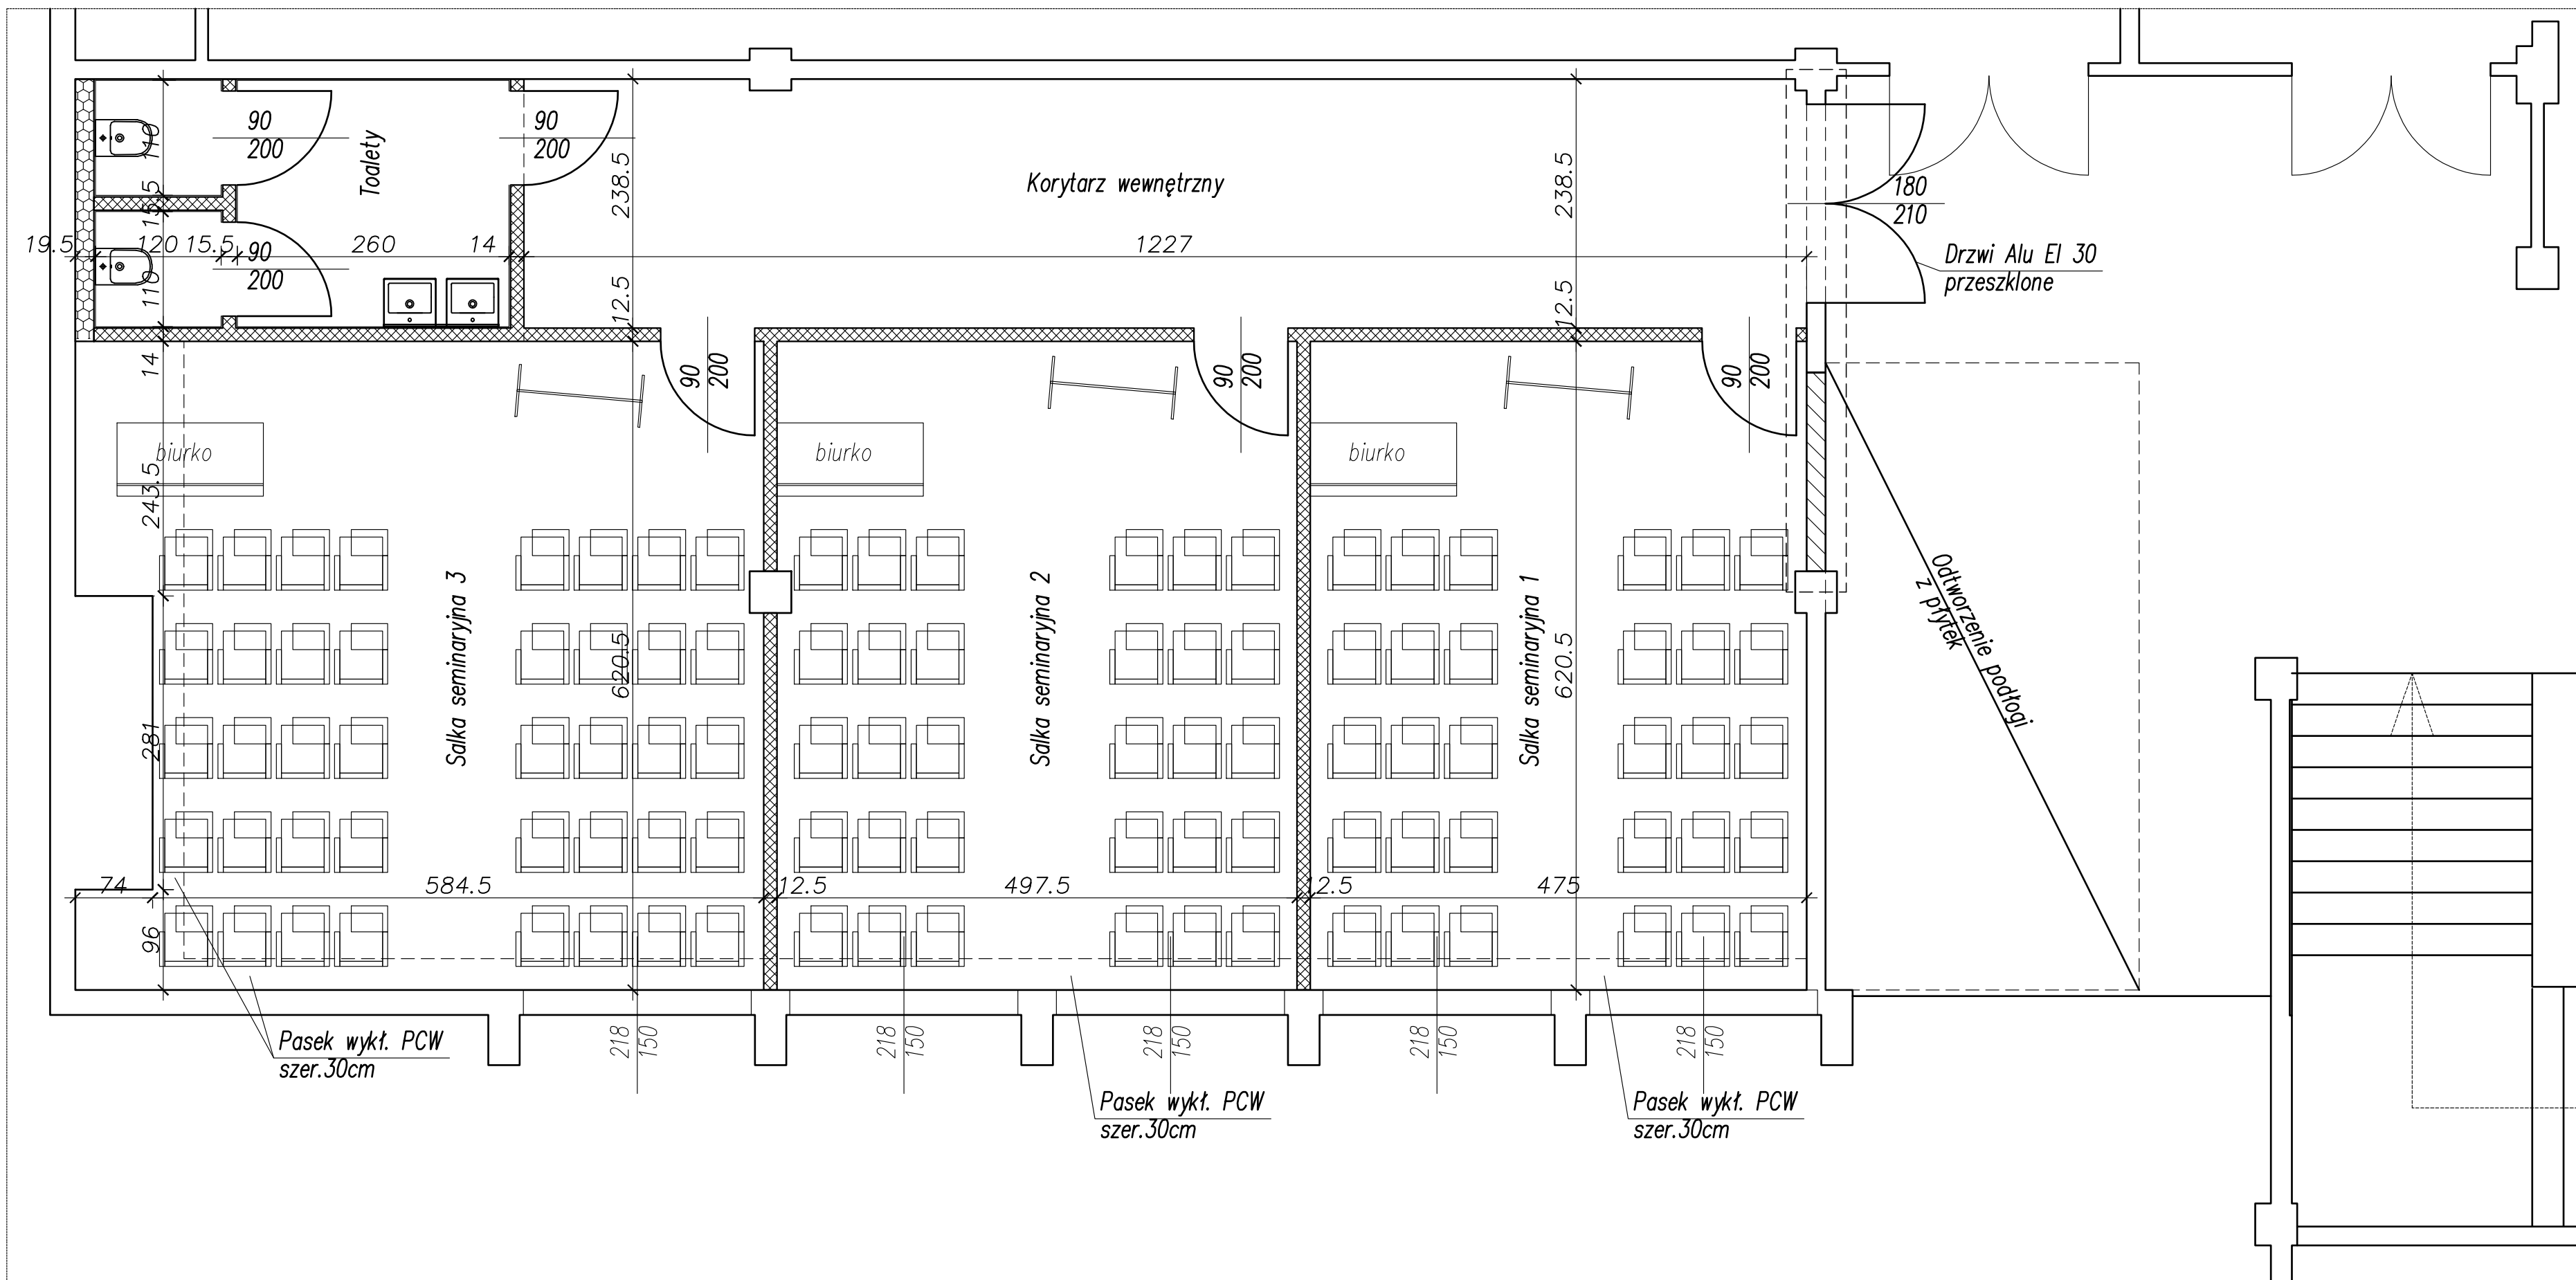 90
200
90
200
110
Toalety
15.5
238.5
238.5
Korytarz wewnętrzny
180
210
19.5
120
15.5
90
200
260
14
1227
Drzwi Alu EI 30
przeszklone
110
12.5
12.5
14
90
200
90
200
90
200
biurko
biurko
biurko
243.5
Salka seminaryjna 3
620.5
Salka seminaryjna 2
Salka seminaryjna 1
620.5
Odtworzenie podłogi
z płytek
281
74
584.5
12.5
497.5
12.5
475
96
218
150
218
150
218
150
218
150
218
150
Pasek wykł. PCW
szer.30cm
Pasek wykł. PCW
szer.30cm
Pasek wykł. PCW
szer.30cm